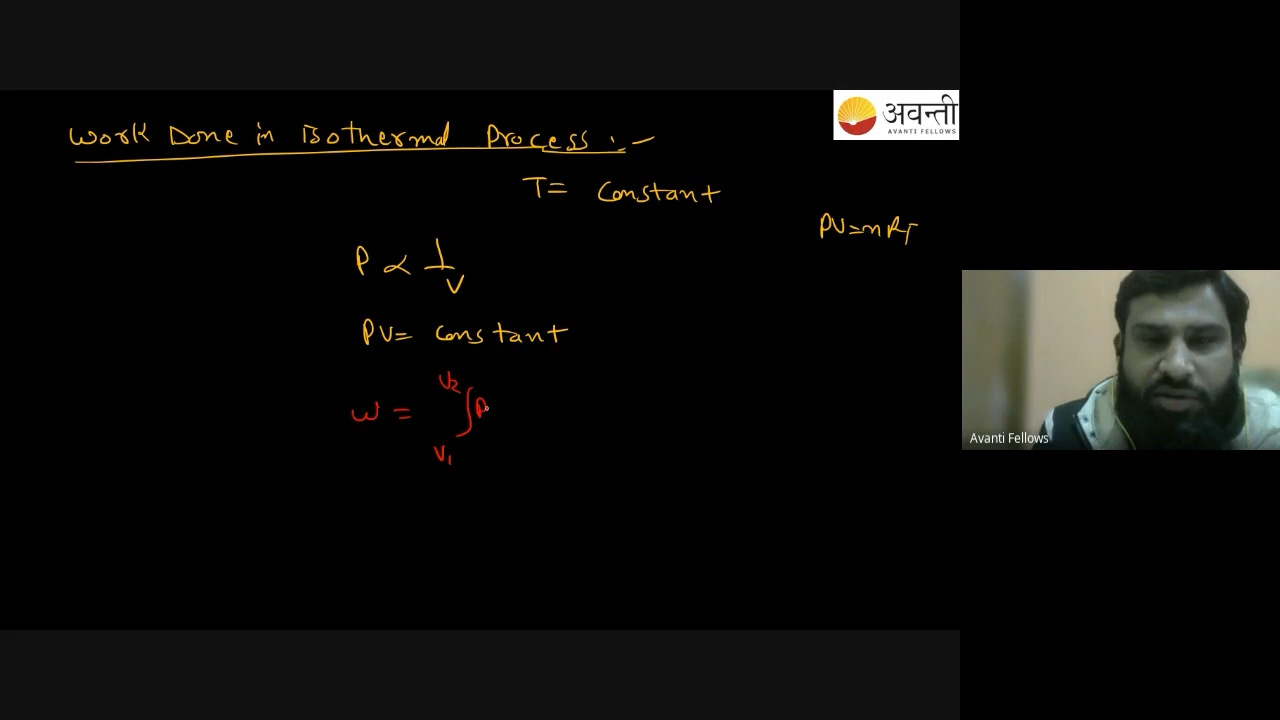 Work Done in Isothermal Process :-
अवन्ती
AVANTI FELLOWS
T= Constant
PV=nRT
P ∝ 1/V
PV= Constant
W = V₁∫V₂ P
Avanti Fellows